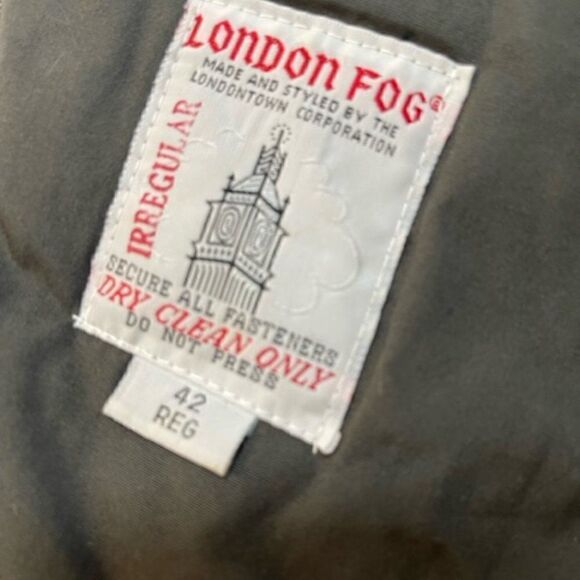 LONDON FOG®
MADE AND STYLED BY THE
LONDONTOWN CORPORATION
IRREGULAR
SECURE ALL FASTENERS
DRY CLEAN ONLY
DO NOT PRESS
42
REG